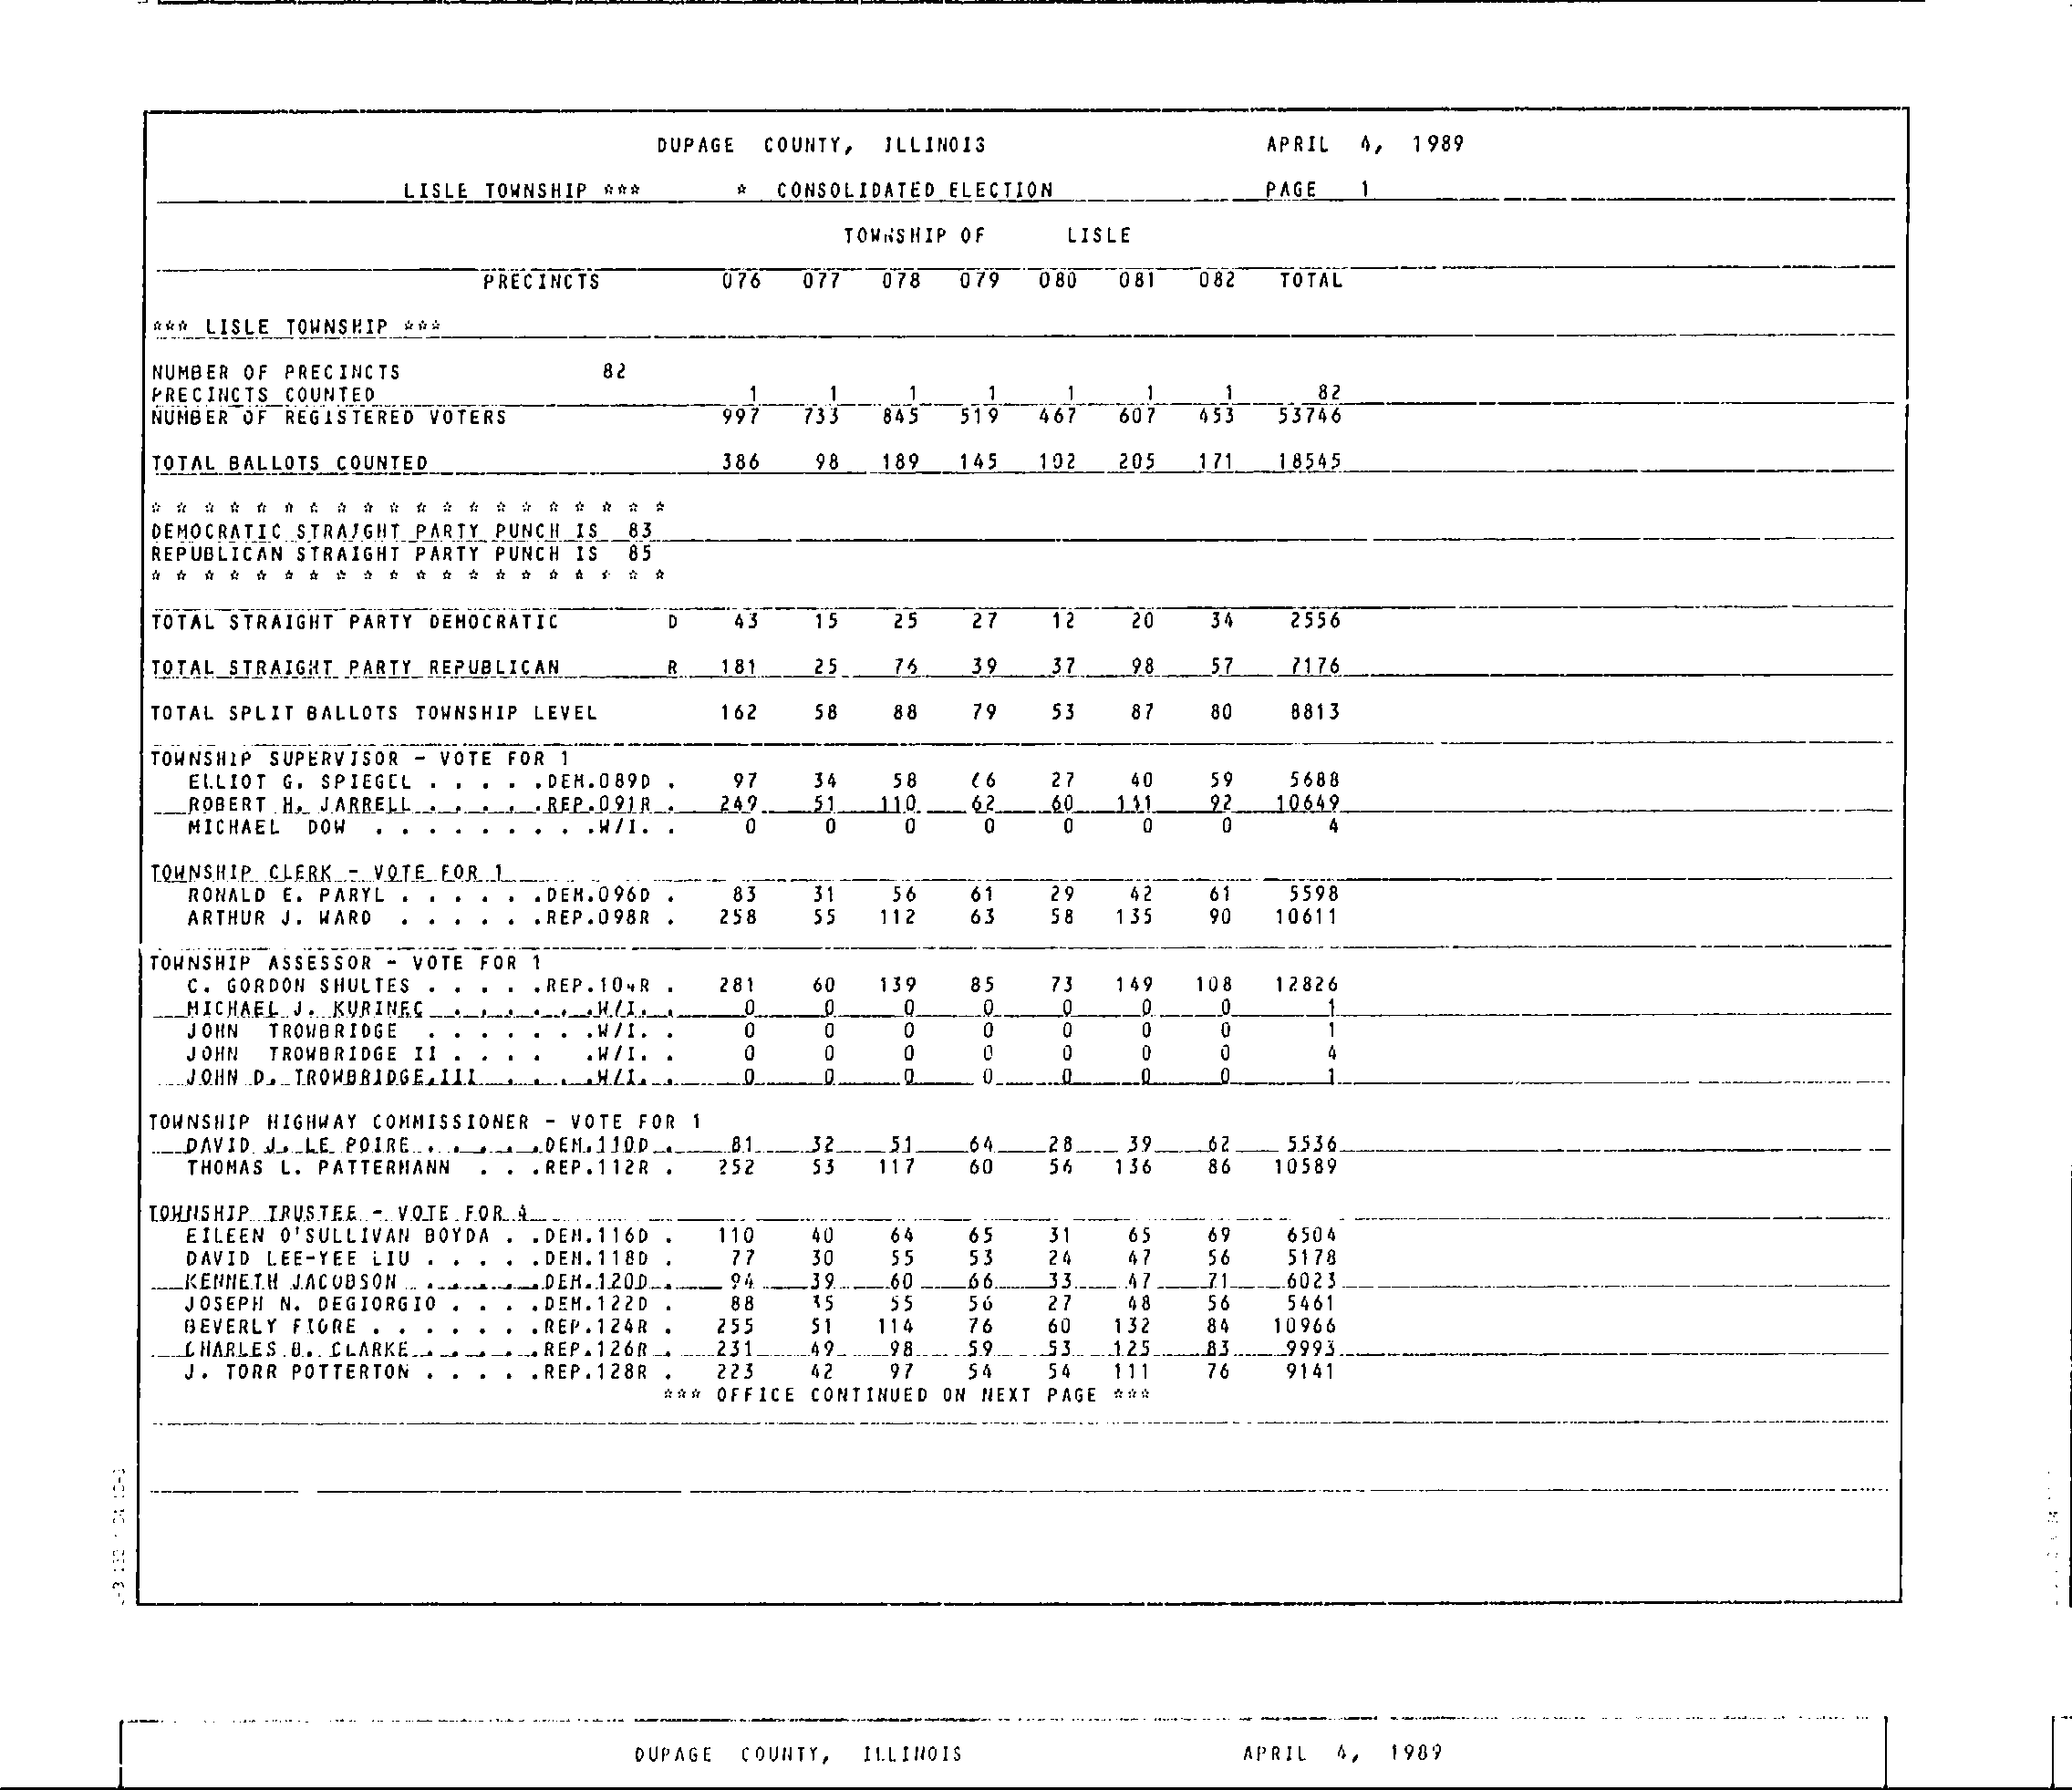 DUPAGE COUNTY, ILLINOIS APRIL 4, 1989
LISLE TOWNSHIP *** * CONSOLIDATED ELECTION PAGE 1
TOWNSHIP OF LISLE
PRECINCTS 076 077 078 079 080 081 082 TOTAL
*** LISLE TOWNSHIP ***
NUMBER OF PRECINCTS 82
PRECINCTS COUNTED 1 1 1 1 1 1 1 82
NUMBER OF REGISTERED VOTERS 997 733 845 519 467 607 453 53746
TOTAL BALLOTS COUNTED 386 98 189 145 102 205 171 18545
* * * * * * * * * * * * * * * * * * * *
DEMOCRATIC STRAIGHT PARTY PUNCH IS 83
REPUBLICAN STRAIGHT PARTY PUNCH IS 85
* * * * * * * * * * * * * * * * * * * *
TOTAL STRAIGHT PARTY DEMOCRATIC D 43 15 25 27 12 20 34 2556
TOTAL STRAIGHT PARTY REPUBLICAN R 181 25 76 39 37 98 57 7176
TOTAL SPLIT BALLOTS TOWNSHIP LEVEL 162 58 88 79 53 87 80 8813
TOWNSHIP SUPERVISOR - VOTE FOR 1
ELLIOT G. SPIEGEL . . . . .DEM.089D . 97 34 58 66 27 40 59 5688
ROBERT H. JARRELL . . . . .REP.091R . 249 51 110 62 60 141 92 10649
MICHAEL DOW . . . . . . . . .W/I. . 0 0 0 0 0 0 0 4
TOWNSHIP CLERK - VOTE FOR 1
RONALD E. PARYL . . . . . .DEM.096D . 83 31 56 61 29 42 61 5598
ARTHUR J. WARD . . . . . .REP.098R . 258 55 112 63 58 135 90 10611
TOWNSHIP ASSESSOR - VOTE FOR 1
C. GORDON SHULTES . . . . .REP.104R . 281 60 139 85 73 149 108 12826
MICHAEL J. KURINEC . . . . . .W/I. . 0 0 0 0 0 0 0 1
JOHN TROWBRIDGE . . . . . . .W/I. . 0 0 0 0 0 0 0 1
JOHN TROWBRIDGE II . . . . .W/I. . 0 0 0 0 0 0 0 4
JOHN D. TROWBRIDGE,III . . . .W/I. . 0 0 0 0 0 0 0 1
TOWNSHIP HIGHWAY COMMISSIONER - VOTE FOR 1
DAVID J. LE POIRE . . . . .DEM.110D . 81 32 51 64 28 39 62 5536
THOMAS L. PATTERMANN . . .REP.112R . 252 53 117 60 56 136 86 10589
TOWNSHIP TRUSTEE - VOTE FOR 4
EILEEN O'SULLIVAN BOYDA . .DEM.116D . 110 40 64 65 31 65 69 6504
DAVID LEE-YEE LIU . . . . .DEM.118D . 77 30 55 53 24 47 56 5178
KENNETH JACOBSON . . . . .DEM.120D . 94 39 60 66 33 47 71 6023
JOSEPH N. DEGIORGIO . . . .DEM.122D . 88 35 55 56 27 48 56 5461
BEVERLY FIORE . . . . . . .REP.124R . 255 51 114 76 60 132 84 10966
CHARLES B. CLARKE . . . . .REP.126R . 231 49 98 59 53 125 83 9993
J. TORR POTTERTON . . . . .REP.128R . 223 42 97 54 54 111 76 9141
*** OFFICE CONTINUED ON NEXT PAGE ***
DUPAGE COUNTY, ILLINOIS APRIL 4, 1989